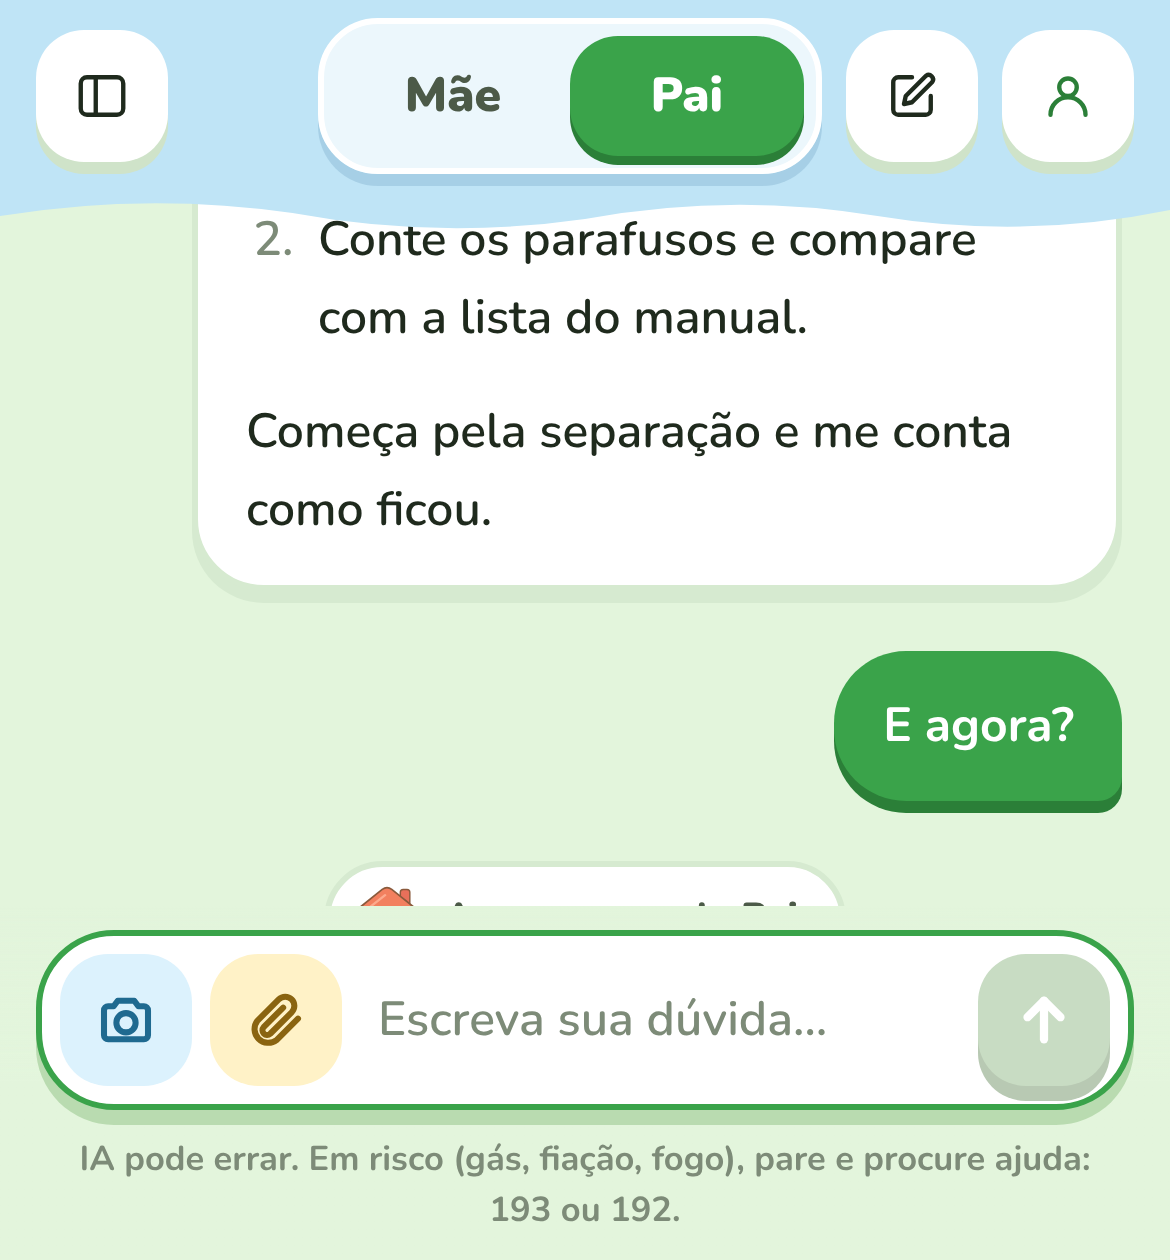 Mãe
Pai
2. Conte os parafusos e compare
com a lista do manual.
Começa pela separação e me conta
como ficou.
E agora?
Escreva sua dúvida...
IA pode errar. Em risco (gás, fiação, fogo), pare e procure ajuda:
193 ou 192.